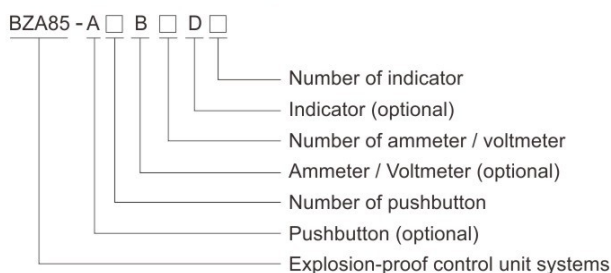 BZA85 - A □ B □ D □
Number of indicator
Indicator (optional)
Number of ammeter / voltmeter
Ammeter / Voltmeter (optional)
Number of pushbutton
Pushbutton (optional)
Explosion-proof control unit systems